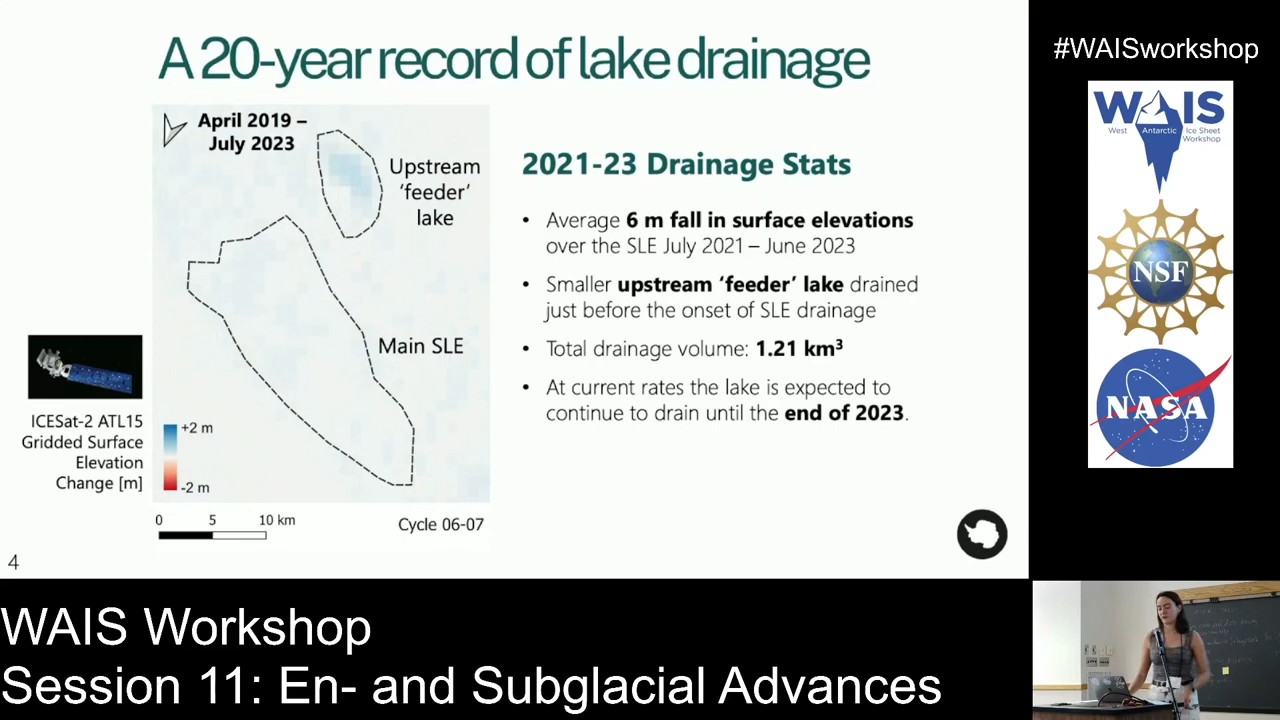 A 20-year record of lake drainage
April 2019 –
July 2023
Upstream
‘feeder’
lake
Main SLE
ICESat-2 ATL15
Gridded Surface
Elevation
Change [m]
+2 m
-2 m
0 5 10 km
Cycle 06-07
2021-23 Drainage Stats
• Average 6 m fall in surface elevations
over the SLE July 2021 – June 2023
• Smaller upstream ‘feeder’ lake drained
just before the onset of SLE drainage
• Total drainage volume: 1.21 km³
• At current rates the lake is expected to
continue to drain until the end of 2023.
4
#WAISworkshop
WAIS
West Antarctic Ice Sheet
Workshop
NSF
NASA
WAIS Workshop
Session 11: En- and Subglacial Advances